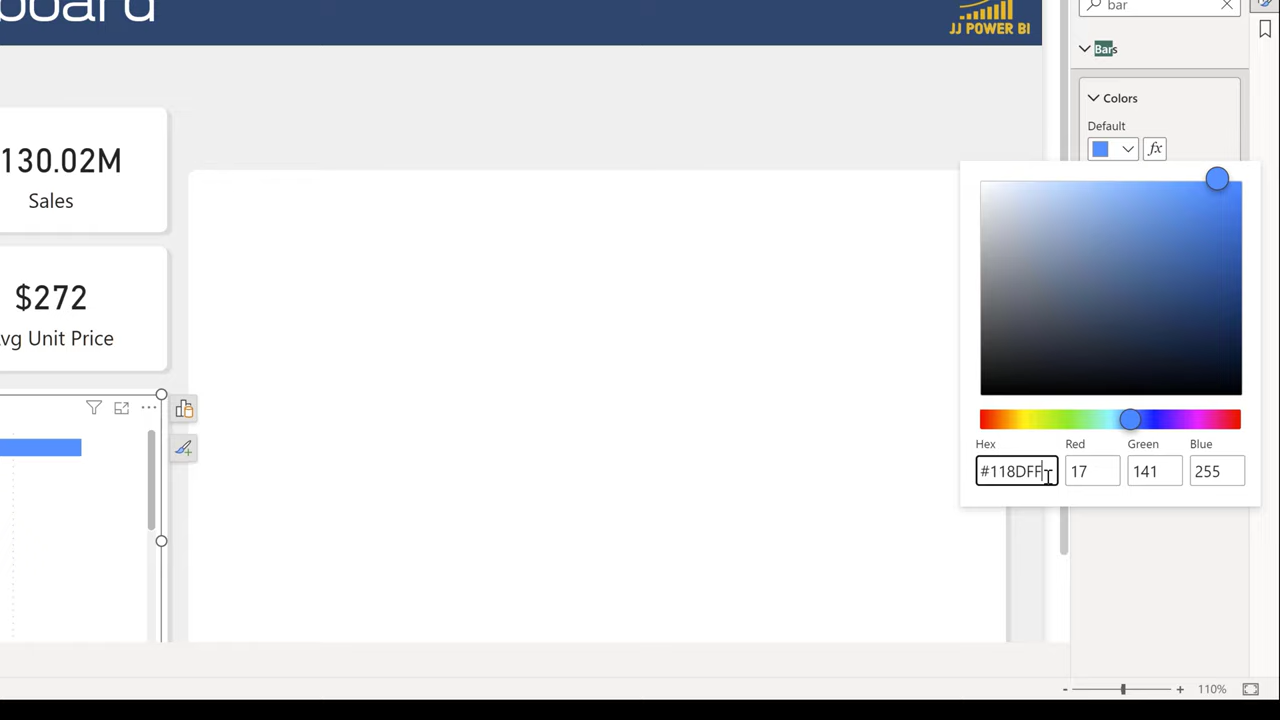 board
JJ POWER BI
bar
Bars
Colors
Default
fx
130.02M
Sales
$272
vg Unit Price
Hex
Red
Green
Blue
#118DFF
17
141
255
-
+
110%